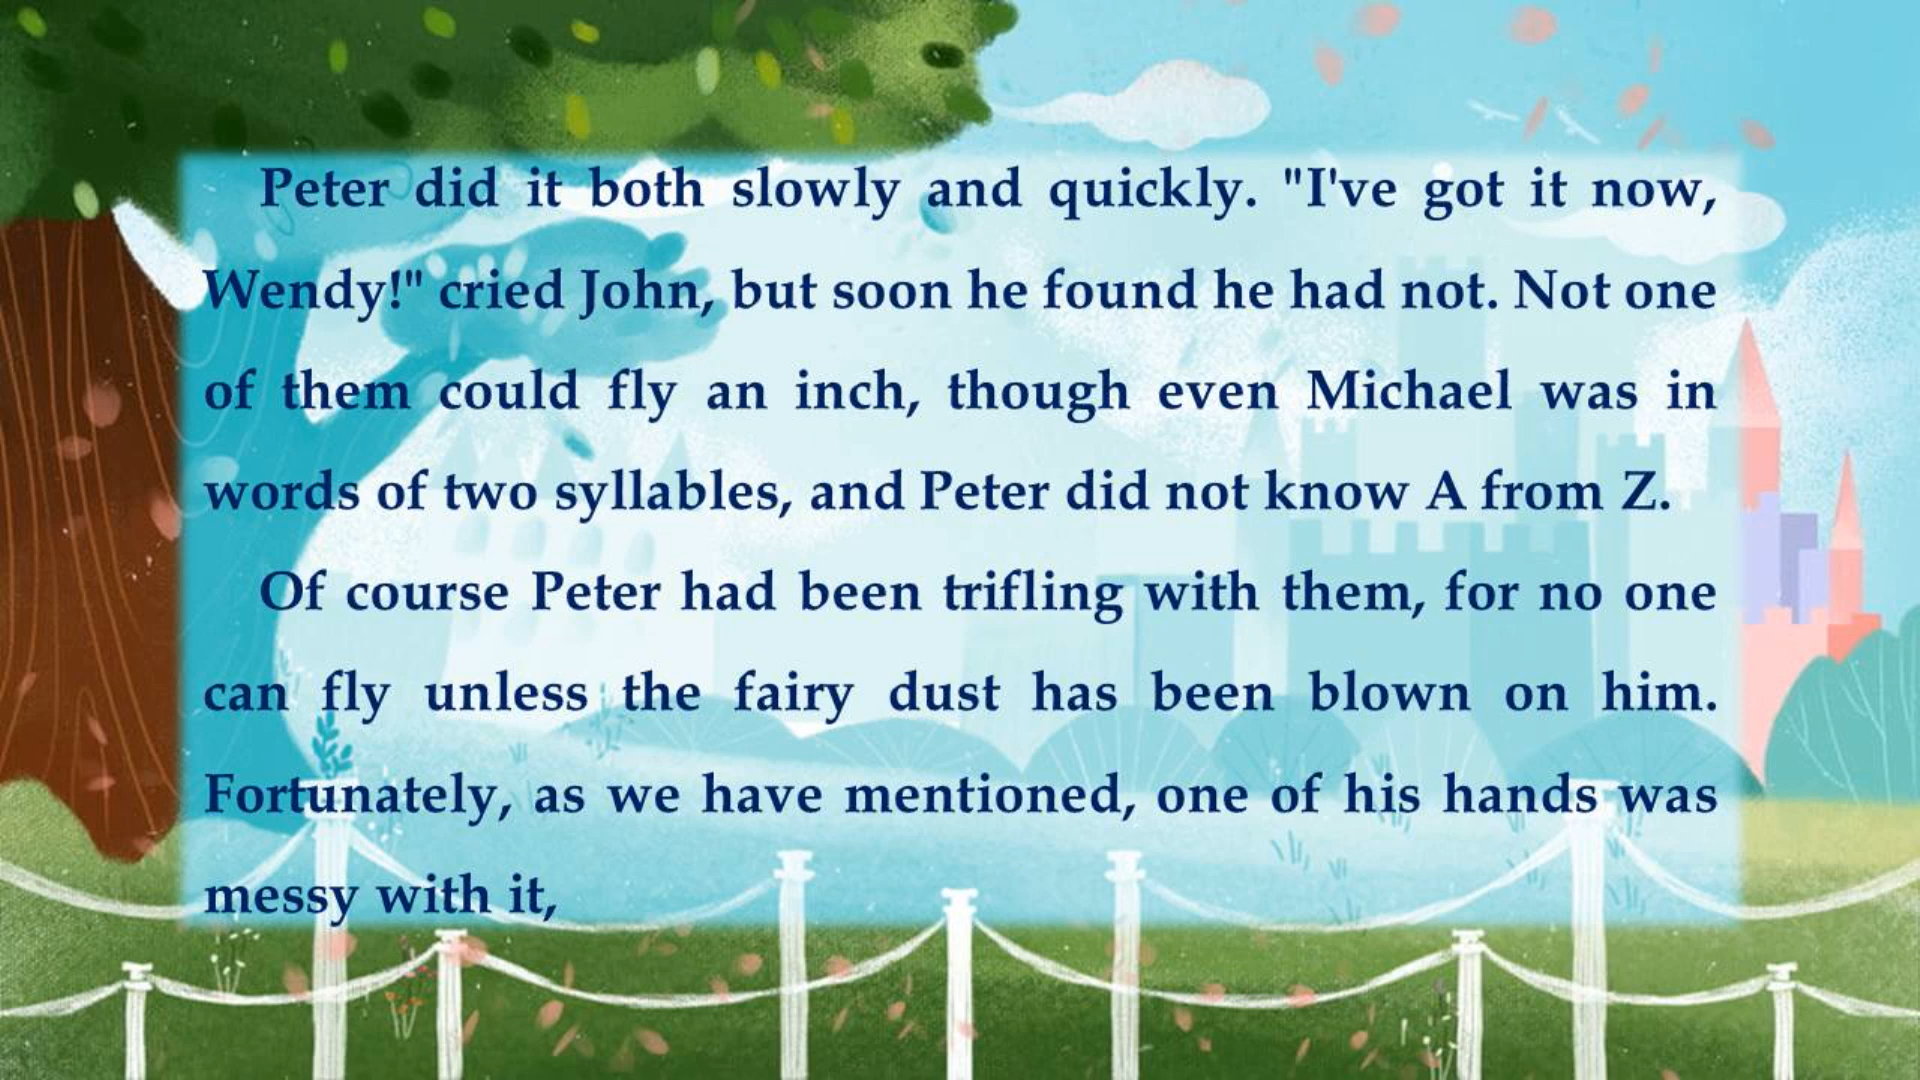 Peter did it both slowly and quickly. "I've got it now,
Wendy!" cried John, but soon he found he had not. Not one
of them could fly an inch, though even Michael was in
words of two syllables, and Peter did not know A from Z.
Of course Peter had been trifling with them, for no one
can fly unless the fairy dust has been blown on him.
Fortunately, as we have mentioned, one of his hands was
messy with it,